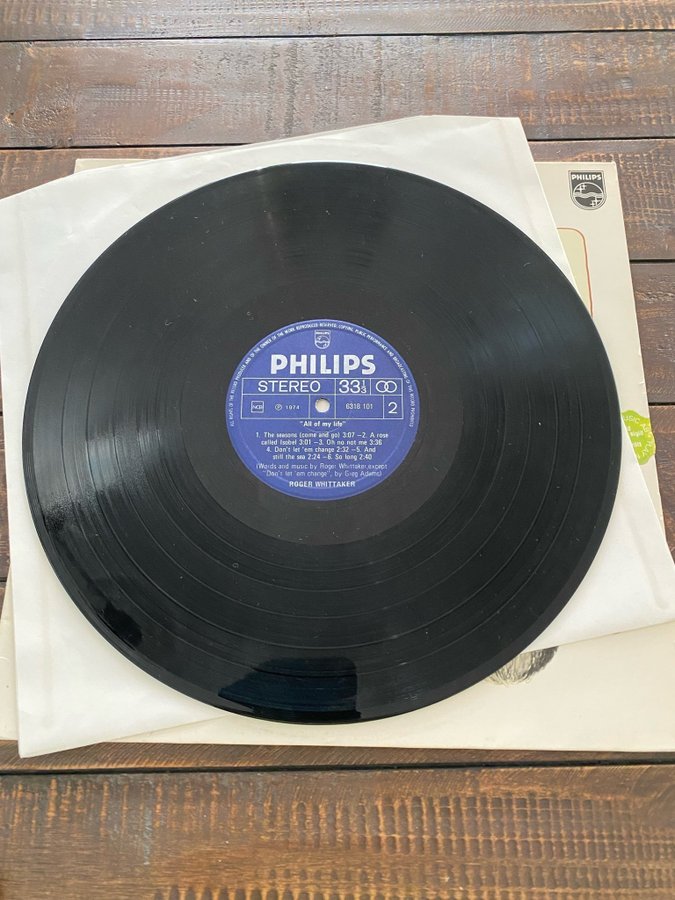 PHILIPS
PHILIPS
STEREO 33⅓
NCB ℗ 1974 6318 101 2
"All of my life"
1. The seasons (come and go) 3:07 —2. A rose
called Isobel 3:01 —3. Oh no not me 3:36
4. Don't let 'em change 2:32 —5. And
still the sea 2:24 —6. So long 2:40
(Words and music by Roger Whittaker, except
"Don't let 'em change", by Greg Adams)
ROGER WHITTAKER